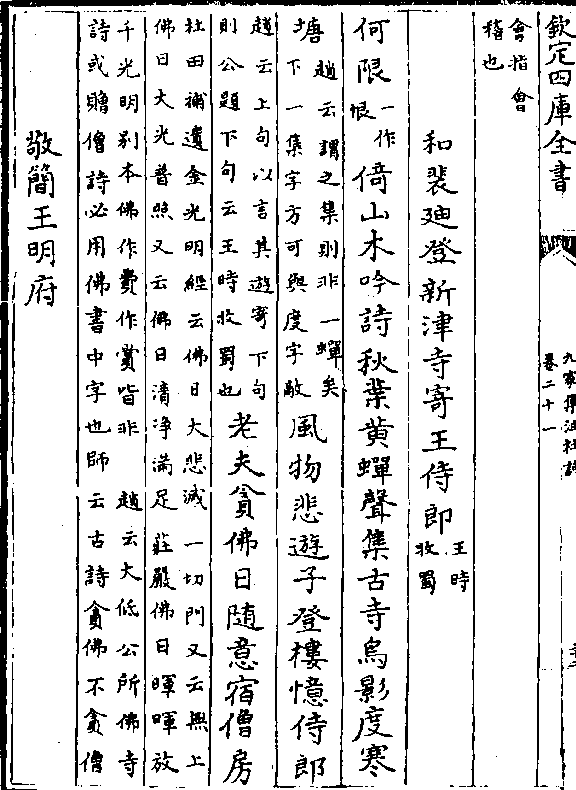 欽定四庫全書
九家集注杜詩
卷二十一
會指會
稽也
和裴迪登新津寺寄王侍郎王時
牧蜀
何限一作
恨倚山木吟詩秋葉黄蟬聲集古寺鳥影度寒
塘趙云謂之集則非一蟬矣
下一集字方可與度字敵風物悲遊子登樓憶侍郎
趙云上句以言其遊寄下句
則公題下句云王時牧蜀也老夫貪佛日随意宿僧房
杜田補遺金光明經云佛日大悲滅一切門又云無上
佛日大光普照又云佛日清淨滿足莊嚴佛日暉暉放
千光明别本佛作費作賞皆非 趙云大低公所佛寺
詩或贈僧詩必用佛書中字也師云古詩貪佛不貪僧
敬簡王明府